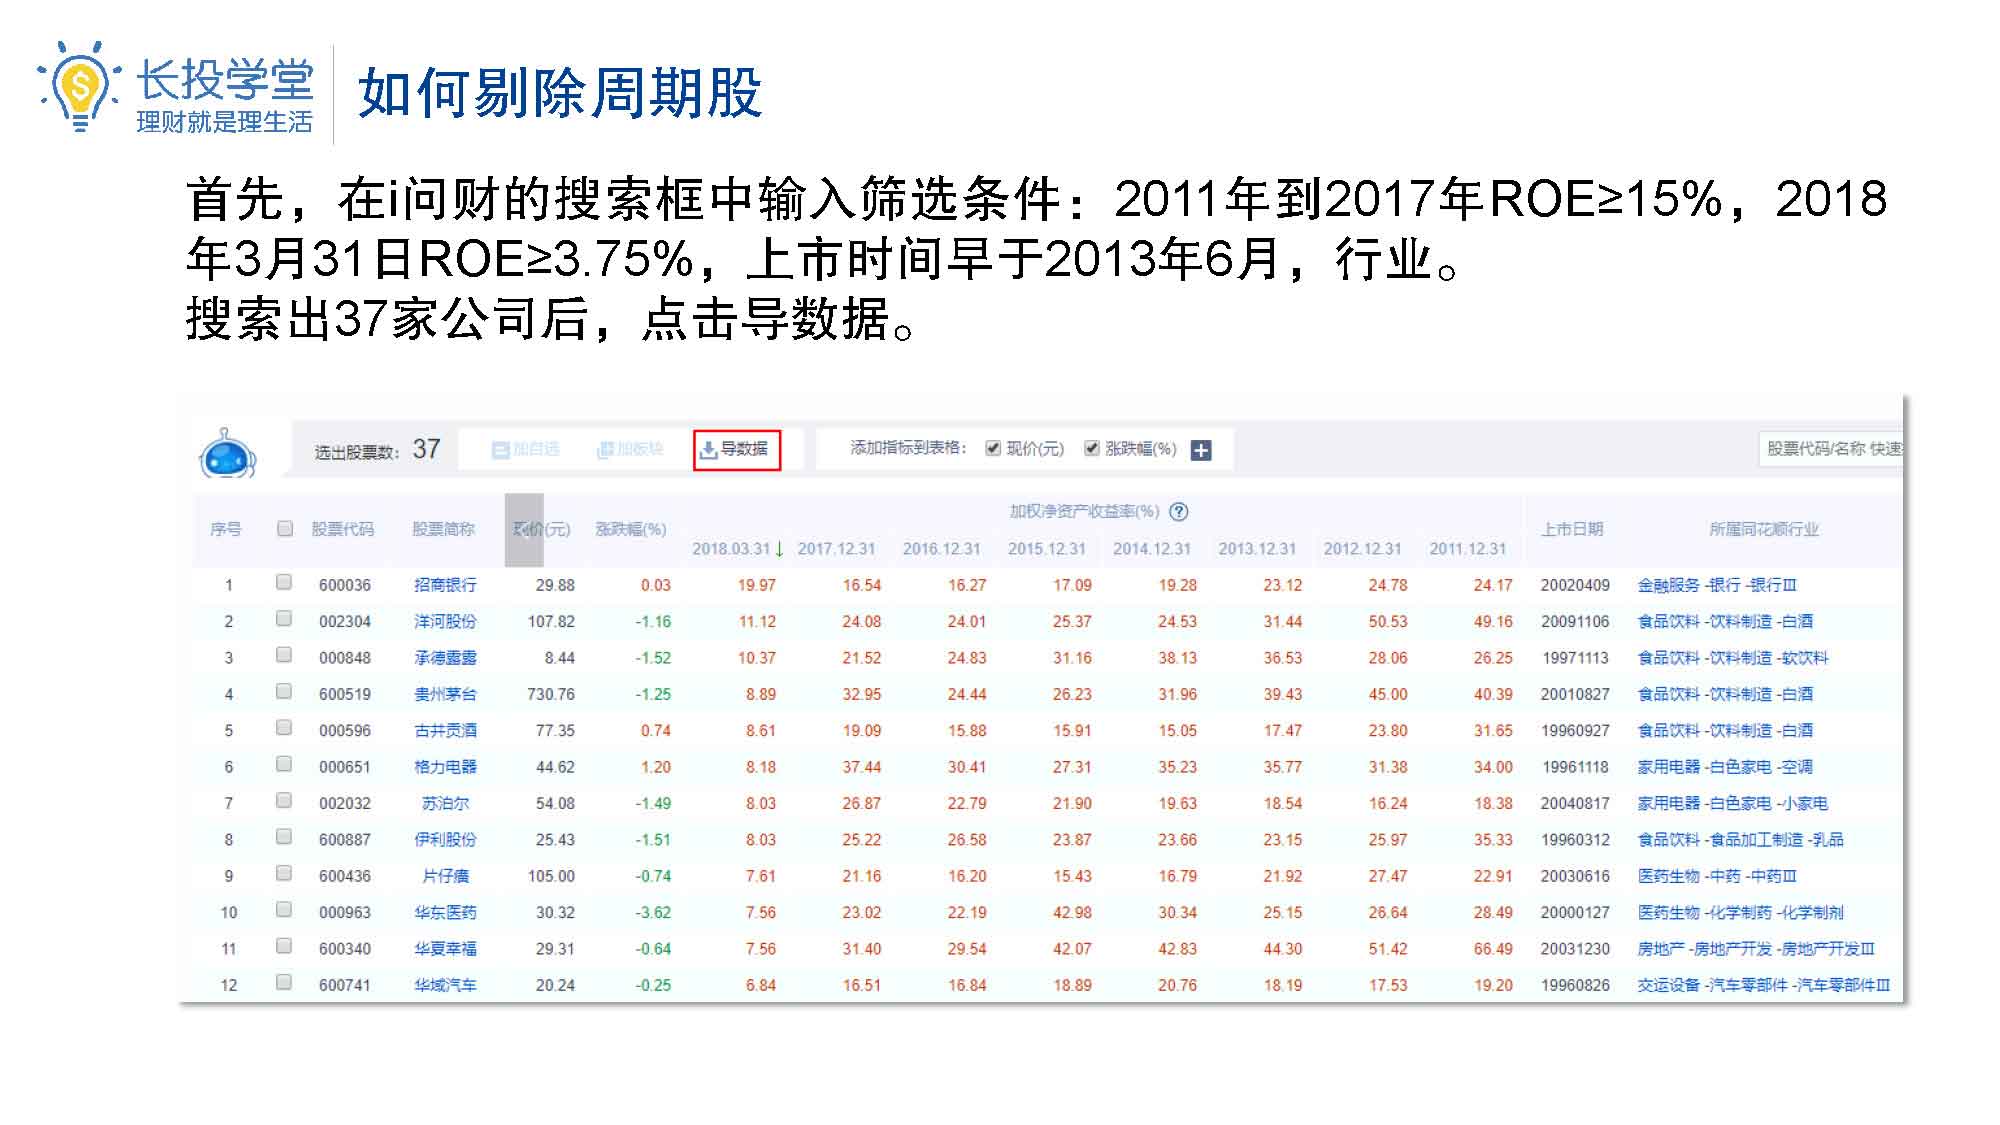 长投学堂
理财就是理生活
如何剔除周期股
首先，在i问财的搜索框中输入筛选条件：2011年到2017年ROE≥15%，2018
年3月31日ROE≥3.75%，上市时间早于2013年6月，行业。
搜索出37家公司后，点击导数据。
选出股票数：37 加自选 加板块 导数据 添加指标到表格： 现价(元) 涨跌幅(%) 股票代码/名称 快速
加权净资产收益率(%)
序号 股票代码 股票简称 现价(元) 涨跌幅(%) 上市日期 所属同花顺行业
2018.03.31↓ 2017.12.31 2016.12.31 2015.12.31 2014.12.31 2013.12.31 2012.12.31 2011.12.31
1 600036 招商银行 29.88 0.03 19.97 16.54 16.27 17.09 19.28 23.12 24.78 24.17 20020409 金融服务 -银行 -银行Ⅲ
2 002304 洋河股份 107.82 -1.16 11.12 24.08 24.01 25.37 24.53 31.44 50.53 49.16 20091106 食品饮料 -饮料制造 -白酒
3 000848 承德露露 8.44 -1.52 10.37 21.52 24.83 31.16 38.13 36.53 28.06 26.25 19971113 食品饮料 -饮料制造 -软饮料
4 600519 贵州茅台 730.76 -1.25 8.89 32.95 24.44 26.23 31.96 39.43 45.00 40.39 20010827 食品饮料 -饮料制造 -白酒
5 000596 古井贡酒 77.35 0.74 8.61 19.09 15.88 15.91 15.05 17.47 23.80 31.65 19960927 食品饮料 -饮料制造 -白酒
6 000651 格力电器 44.62 1.20 8.18 37.44 30.41 27.31 35.23 35.77 31.38 34.00 19961118 家用电器 -白色家电 -空调
7 002032 苏泊尔 54.08 -1.49 8.03 26.87 22.79 21.90 19.63 18.54 16.24 18.38 20040817 家用电器 -白色家电 -小家电
8 600887 伊利股份 25.43 -1.51 8.03 25.22 26.58 23.87 23.66 23.15 25.97 35.33 19960312 食品饮料 -食品加工制造 -乳品
9 600436 片仔癀 105.00 -0.74 7.61 21.16 16.20 15.43 16.79 21.92 27.47 22.91 20030616 医药生物 -中药 -中药Ⅲ
10 000963 华东医药 30.32 -3.62 7.56 23.02 22.19 42.98 30.34 25.15 26.64 28.49 20000127 医药生物 -化学制药 -化学制剂
11 600340 华夏幸福 29.31 -0.64 7.56 31.40 29.54 42.07 42.83 44.30 51.42 66.49 20031230 房地产 -房地产开发 -房地产开发Ⅲ
12 600741 华域汽车 20.24 -0.25 6.84 16.51 16.84 18.89 20.76 18.19 17.53 19.20 19960826 交运设备 -汽车零部件 -汽车零部件Ⅲ